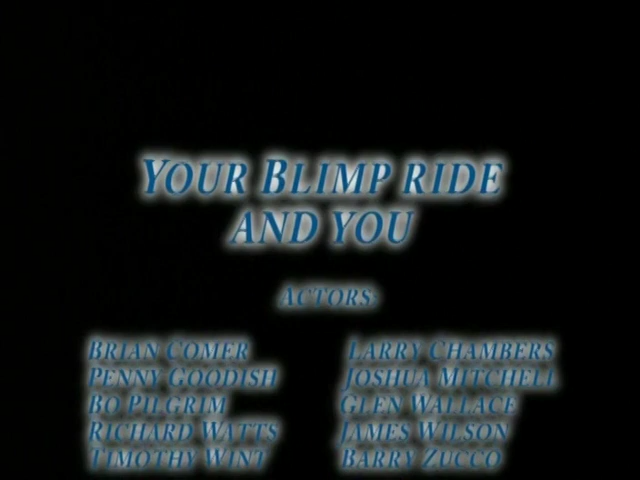 YOUR BLIMP RIDE
AND YOU
ACTORS:
BRIAN COMER
PENNY GOODISH
BO PILGRIM
RICHARD WATTS
TIMOTHY WINT
LARRY CHAMBERS
JOSHUA MITCHELL
GLEN WALLACE
JAMES WILSON
BARRY ZUCCO